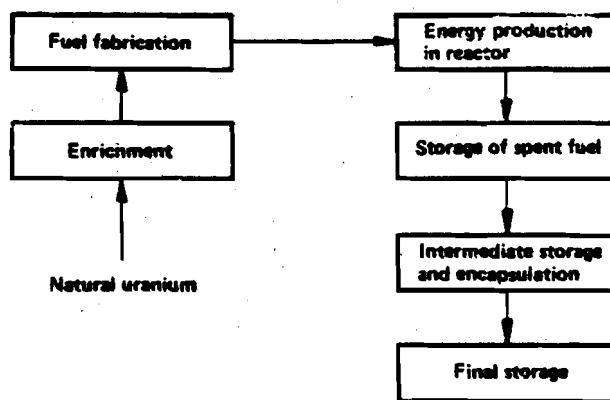 Fuel fabrication
Energy production
in reactor
Enrichment
Storage of spent fuel
Natural uranium
Intermediate storage
and encapsulation
Final storage